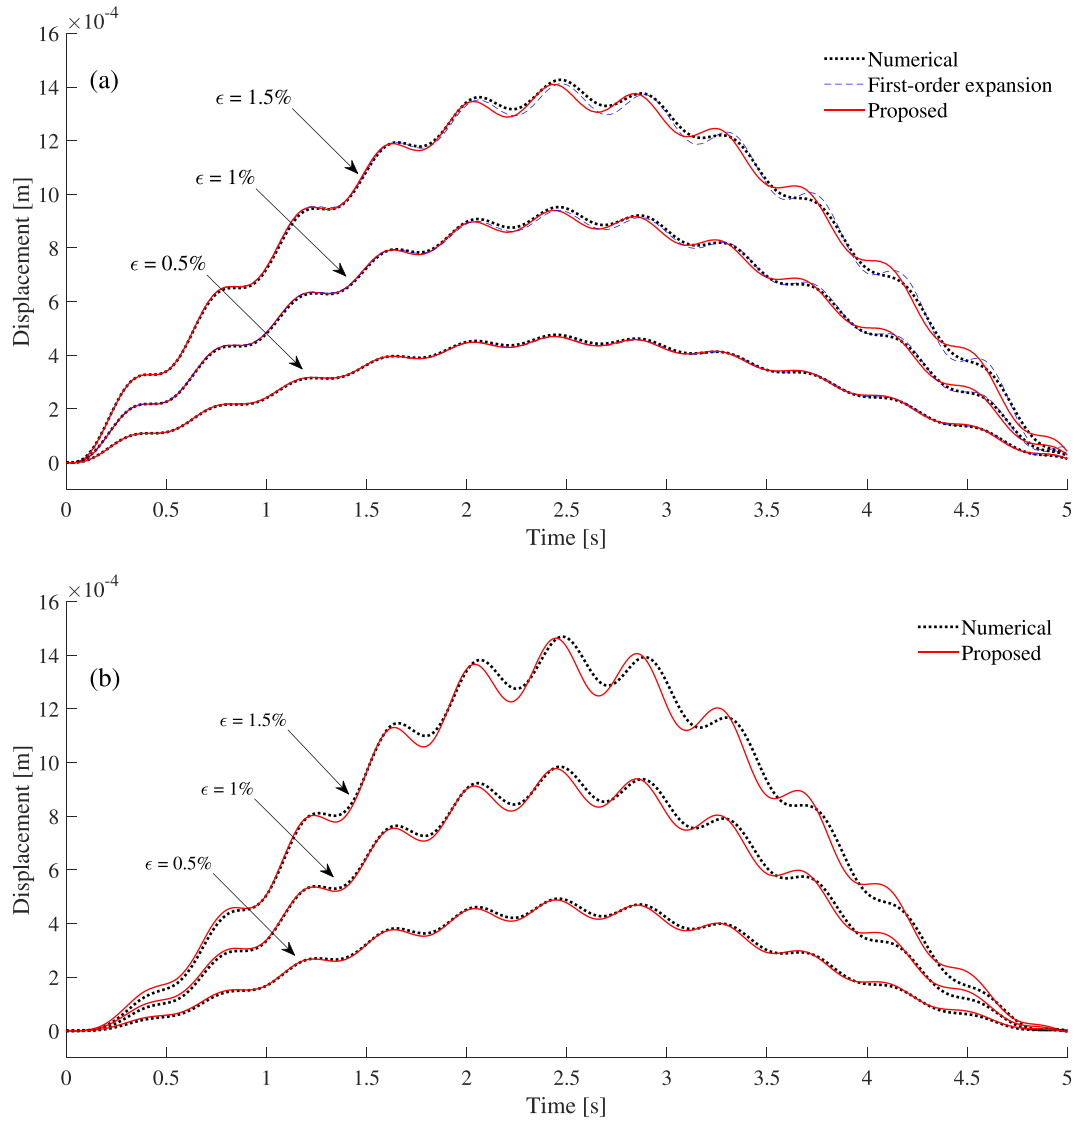 ×10-4
16
(a)
Numerical
First-order expansion
Proposed
14
ϵ = 1.5%
12
ϵ = 1%
10
Displacement [m]
8
ϵ = 0.5%
6
4
2
0
0 0.5 1 1.5 2 2.5 3 3.5 4 4.5 5
Time [s]
×10-4
16
Numerical
Proposed
14
(b)
12
ϵ = 1.5%
10
Displacement [m]
ϵ = 1%
8
6
ϵ = 0.5%
4
2
0
0 0.5 1 1.5 2 2.5 3 3.5 4 4.5 5
Time [s]